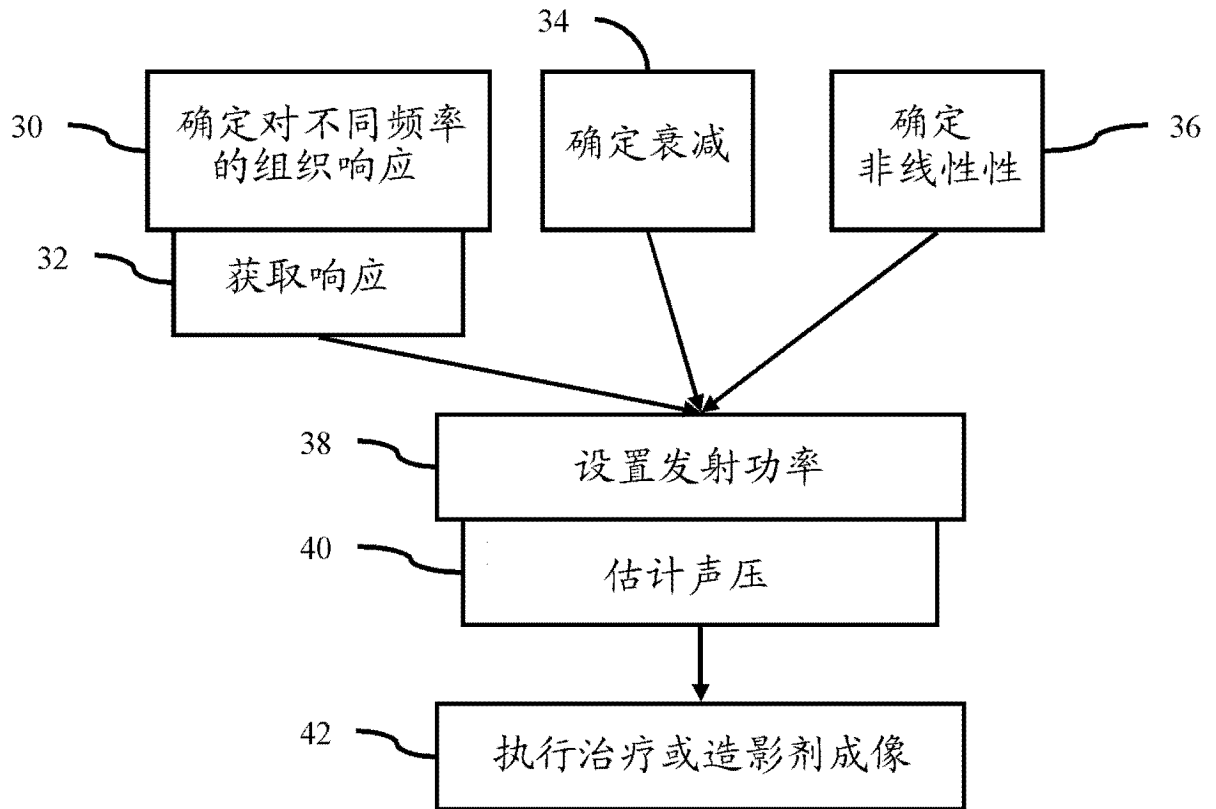 34
30
确定对不同频率
的组织响应
确定衰减
确定
非线性性
36
32
获取响应
38
设置发射功率
40
估计声压
42
执行治疗或造影剂成像